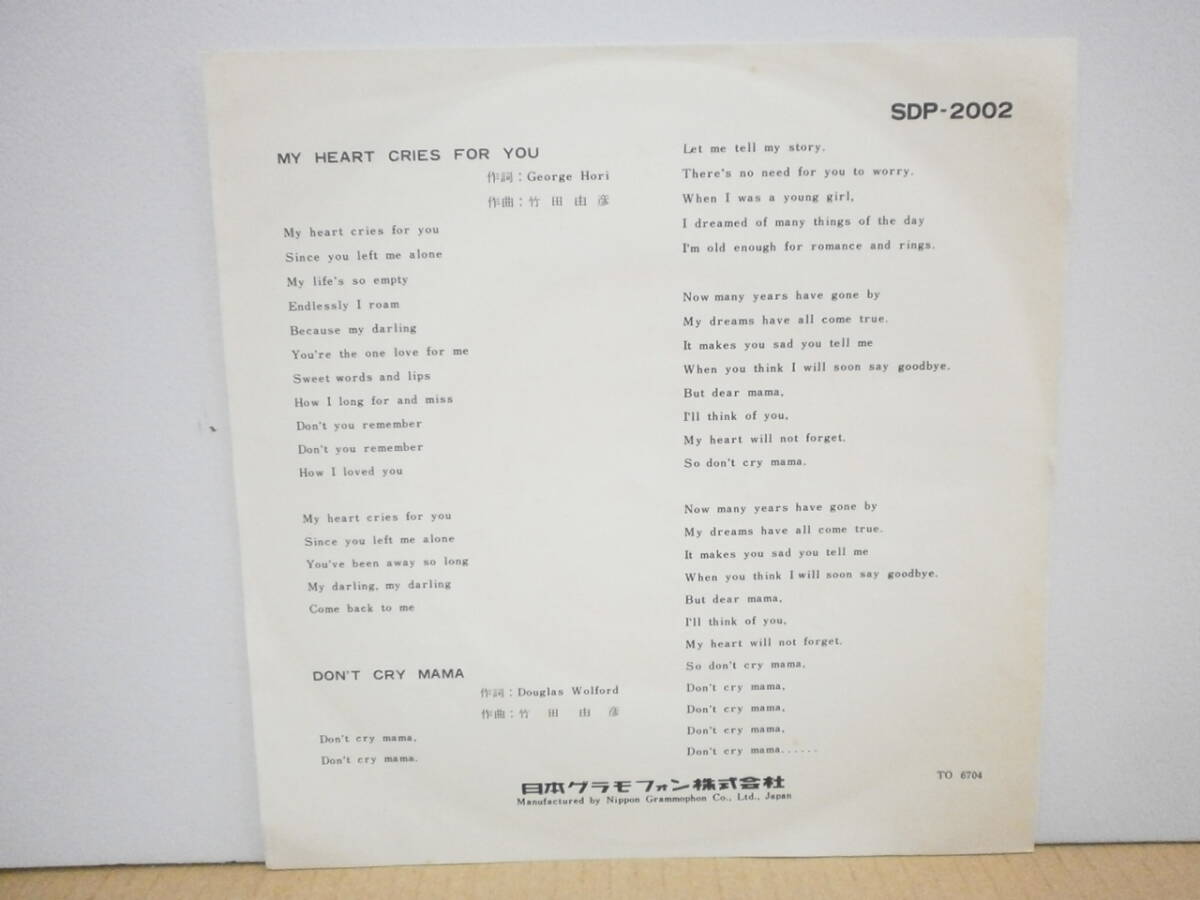 SDP-2002
MY HEART CRIES FOR YOU
作詞：George Hori
作曲：竹田由彦
My heart cries for you
Since you left me alone
My life's so empty
Endlessly I roam
Because my darling
You're the one love for me
Sweet words and lips
How I long for and miss
Don't you remember
Don't you remember
How I loved you
My heart cries for you
Since you left me alone
You've been away so long
My darling, my darling
Come back to me
DON'T CRY MAMA
作詞：Douglas Wolford
作曲：竹田由彦
Don't cry mama,
Don't cry mama.
Let me tell my story.
There's no need for you to worry.
When I was a young girl,
I dreamed of many things of the day
I'm old enough for romance and rings.
Now many years have gone by
My dreams have all come true.
It makes you sad you tell me
When you think I will soon say goodbye.
But dear mama,
I'll think of you,
My heart will not forget.
So don't cry mama.
Now many years have gone by
My dreams have all come true.
It makes you sad you tell me
When you think I will soon say goodbye.
But dear mama,
I'll think of you,
My heart will not forget.
So don't cry mama,
Don't cry mama,
Don't cry mama,
Don't cry mama,
Don't cry mama......
日本グラモフォン株式会社
Manufactured by Nippon Grammophon Co., Ltd., Japan
TO 6704